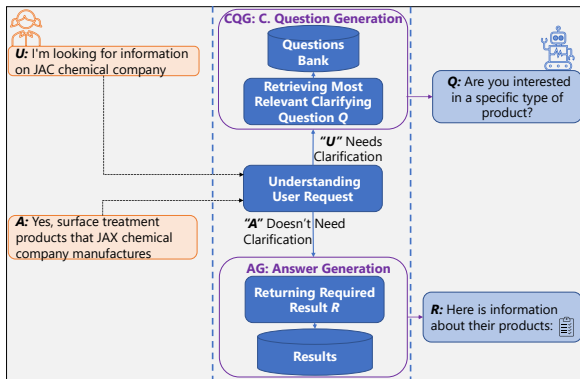 CQG: C. Question Generation
Questions
Bank
Retrieving Most
Relevant Clarifying
Question Q
U: I'm looking for information
on JAC chemical company
Q: Are you interested
in a specific type of
product?
"U" Needs
Clarification
Understanding
User Request
A: Yes, surface treatment
products that JAX chemical
company manufactures
"A" Doesn't Need
Clarification
AG: Answer Generation
Returning Required
Result R
Results
R: Here is information
about their products: